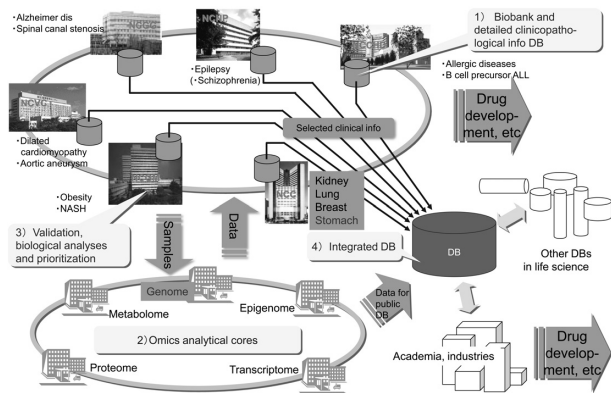 ・Alzheimer dis
・Spinal canal stenosis
NCGG
NCNP
1） Biobank and
detailed clinicopatho-
logical info DB
・Epilepsy
(・Schizophrenia)
・Allergic diseases
・B cell precursor ALL
NCVC
Drug
develop-
ment, etc
・Dilated
cardiomyopathy
・Aortic aneurysm
Selected clinical info
・Obesity
・NASH
NCC
Kidney
Lung
Breast
Stomach
3） Validation,
biological analyses
and prioritization
Samples
Data
4） Integrated DB
DB
Other DBs
in life science
Genome
Metabolome
Epigenome
Data for
public
DB
2）Omics analytical cores
Proteome
Transcriptome
Academia, industries
Drug
develop-
ment, etc